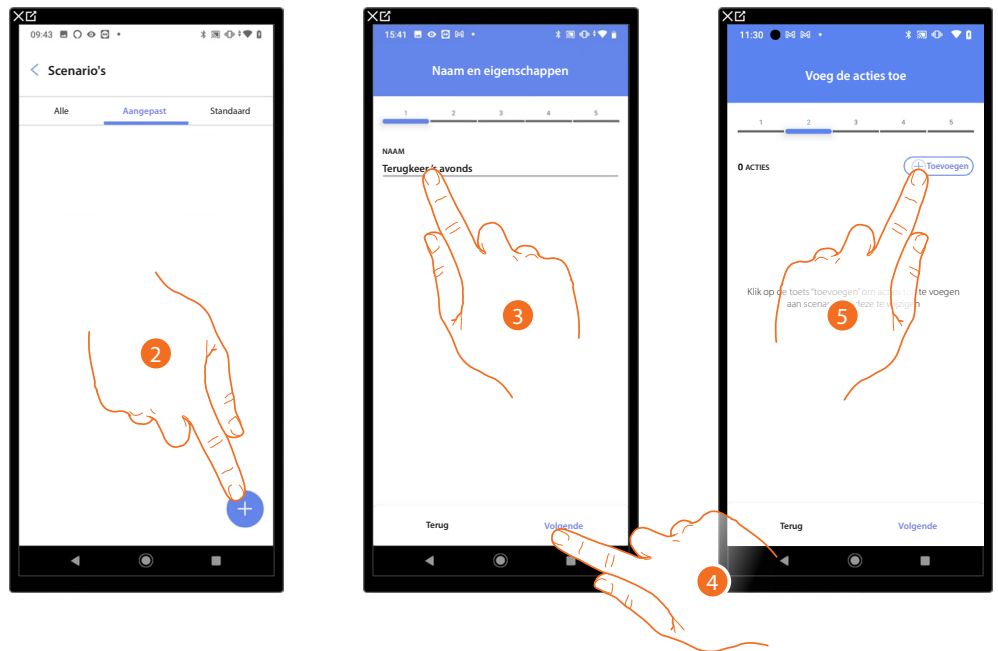 09:43
Scenario's
Alle Aangepast Standaard
2
15:41
Naam en eigenschappen
1 2 3 4 5
NAAM
Terugkeer 's avonds
3
Terug Volgende
4
11:30
Voeg de acties toe
1 2 3 4 5
0 ACTIES
Toevoegen
Klik op de toets "toevoegen" om acties toe te voegen
aan deze te wijzigen
5
Terug Volgende